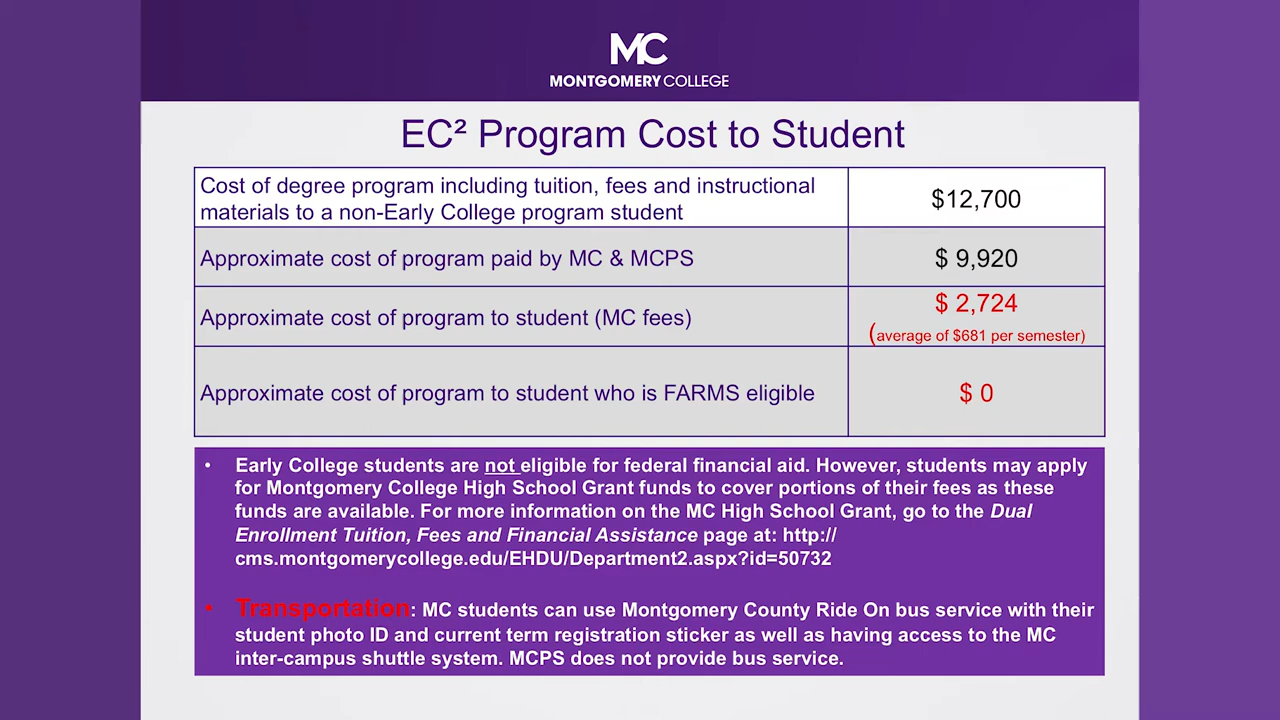 MC
MONTGOMERY COLLEGE
EC² Program Cost to Student
Cost of degree program including tuition, fees and instructional
materials to a non-Early College program student
$12,700
Approximate cost of program paid by MC & MCPS
$ 9,920
Approximate cost of program to student (MC fees)
$ 2,724
(average of $681 per semester)
Approximate cost of program to student who is FARMS eligible
$ 0
• Early College students are not eligible for federal financial aid. However, students may apply
for Montgomery College High School Grant funds to cover portions of their fees as these
funds are available. For more information on the MC High School Grant, go to the Dual
Enrollment Tuition, Fees and Financial Assistance page at: http://
cms.montgomerycollege.edu/EHDU/Department2.aspx?id=50732
• Transportation: MC students can use Montgomery County Ride On bus service with their
student photo ID and current term registration sticker as well as having access to the MC
inter-campus shuttle system. MCPS does not provide bus service.